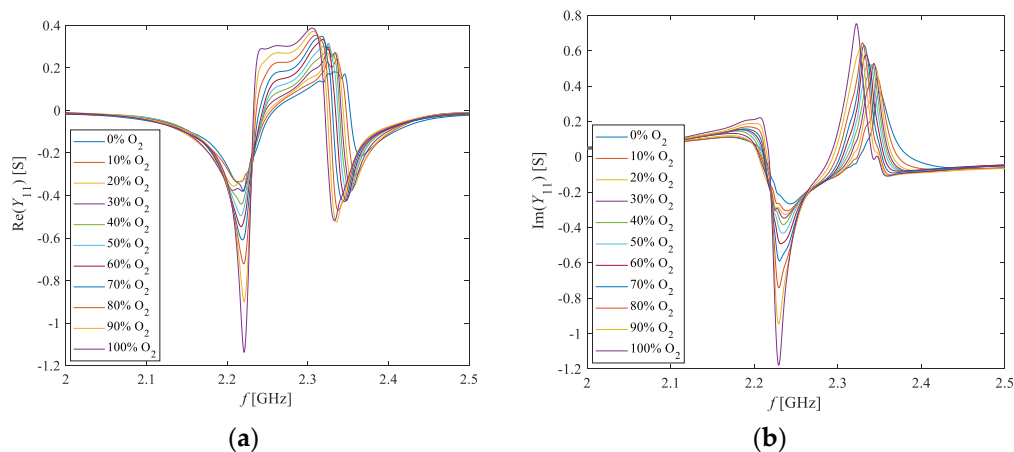 0.4
0.2
0
-0.2
-0.4
-0.6
-0.8
-1
-1.2
Re(Y11) [S]
0% O2
10% O2
20% O2
30% O2
40% O2
50% O2
60% O2
70% O2
80% O2
90% O2
100% O2
2 2.1 2.2 2.3 2.4 2.5
f [GHz]
(a)
0.8
0.6
0.4
0.2
0
-0.2
-0.4
-0.6
-0.8
-1
-1.2
Im(Y11) [S]
0% O2
10% O2
20% O2
30% O2
40% O2
50% O2
60% O2
70% O2
80% O2
90% O2
100% O2
2 2.1 2.2 2.3 2.4 2.5
f [GHz]
(b)